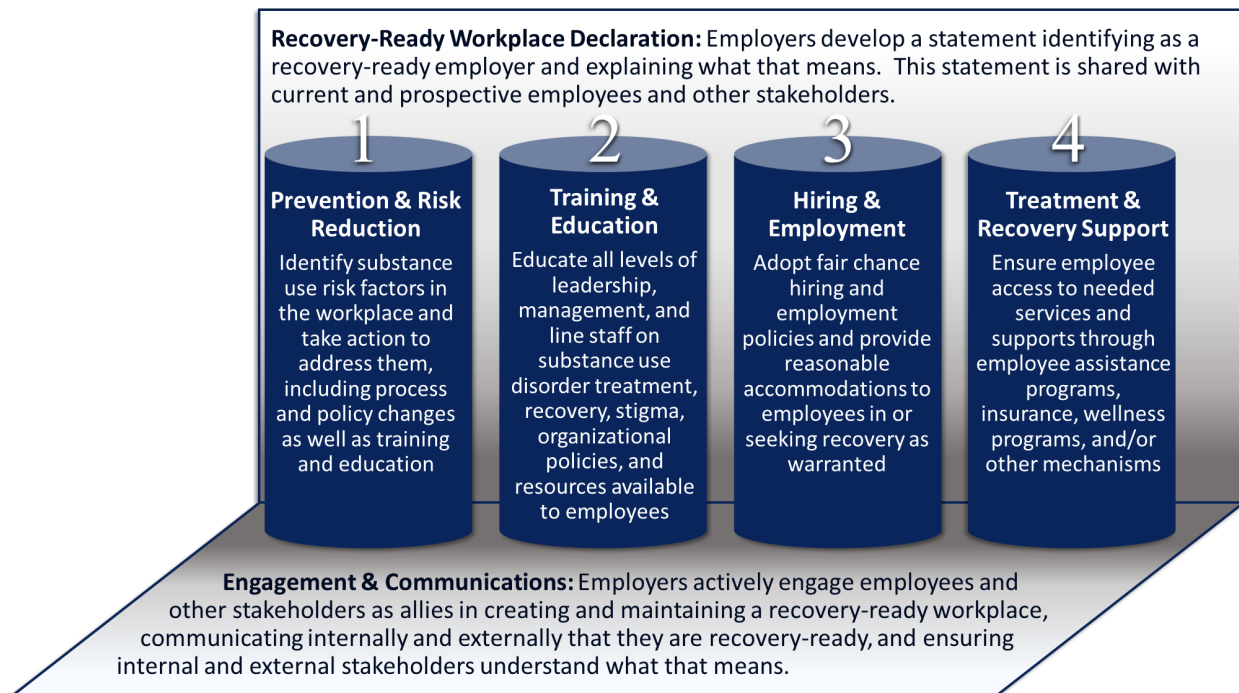 Recovery-Ready Workplace Declaration: Employers develop a statement identifying as a
recovery-ready employer and explaining what that means.  This statement is shared with
current and prospective employees and other stakeholders.
1
Prevention & Risk
Reduction
Identify substance
use risk factors in
the workplace and
take action to
address them,
including process
and policy changes
as well as training
and education
2
Training &
Education
Educate all levels of
leadership,
management, and
line staff on
substance use
disorder treatment,
recovery, stigma,
organizational
policies, and
resources available
to employees
3
Hiring &
Employment
Adopt fair chance
hiring and
employment
policies and provide
reasonable
accommodations to
employees in or
seeking recovery as
warranted
4
Treatment &
Recovery Support
Ensure employee
access to needed
services and
supports through
employee assistance
programs,
insurance, wellness
programs, and/or
other mechanisms
Engagement & Communications: Employers actively engage employees and
other stakeholders as allies in creating and maintaining a recovery-ready workplace,
communicating internally and externally that they are recovery-ready, and ensuring
internal and external stakeholders understand what that means.